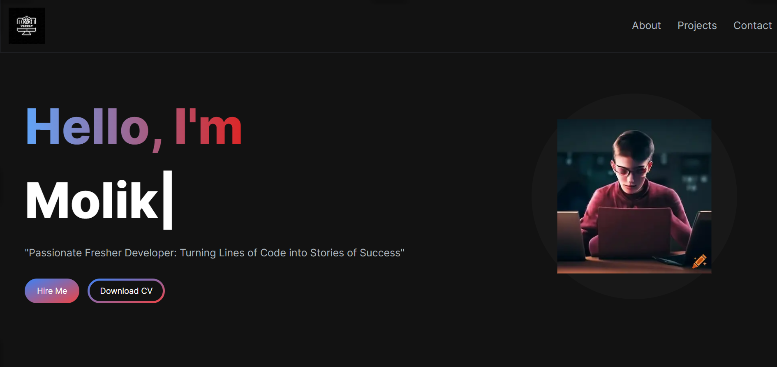 About Projects Contact
Hello, I'm
Molik
"Passionate Fresher Developer: Turning Lines of Code into Stories of Success"
Hire Me Download CV